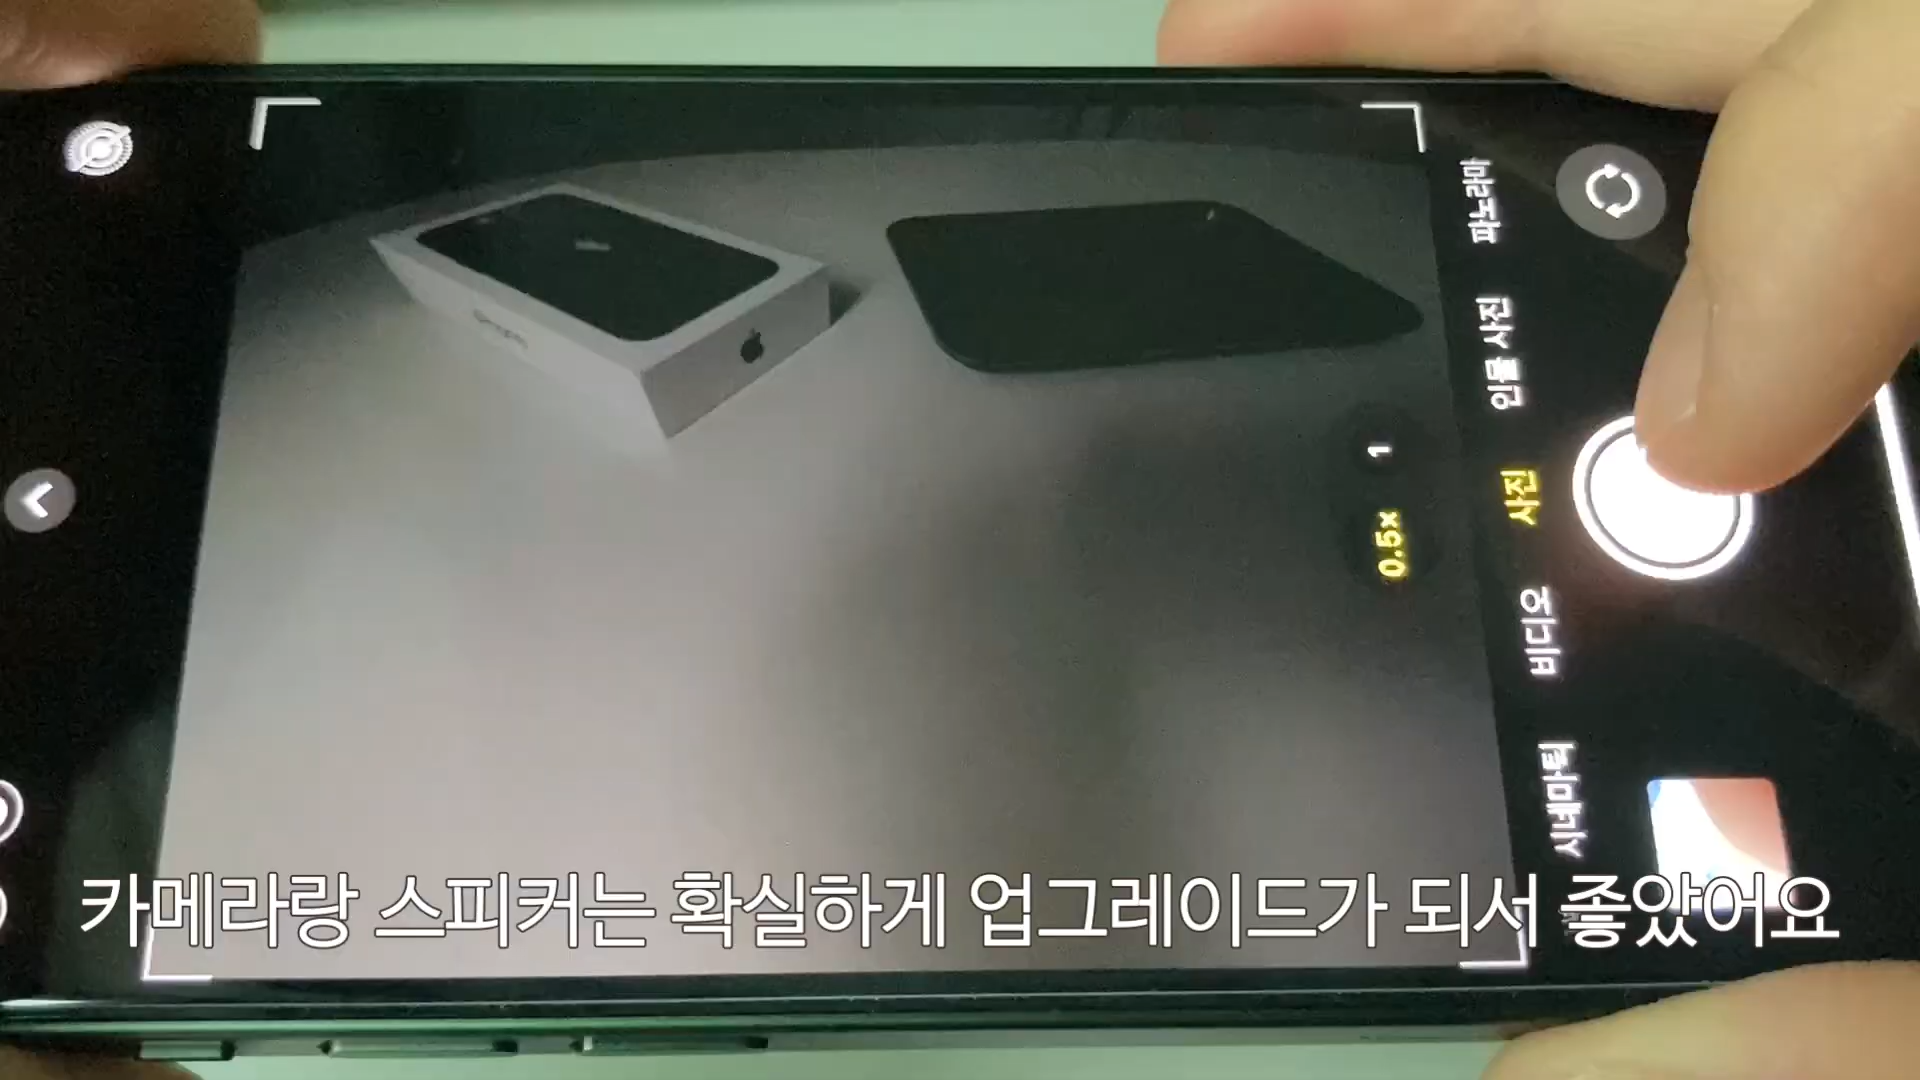 파노라마
인물 사진
사진
비디오
시네마틱
1
0.5×
카메라랑 스피커는 확실하게 업그레이드가 되서 좋았어요